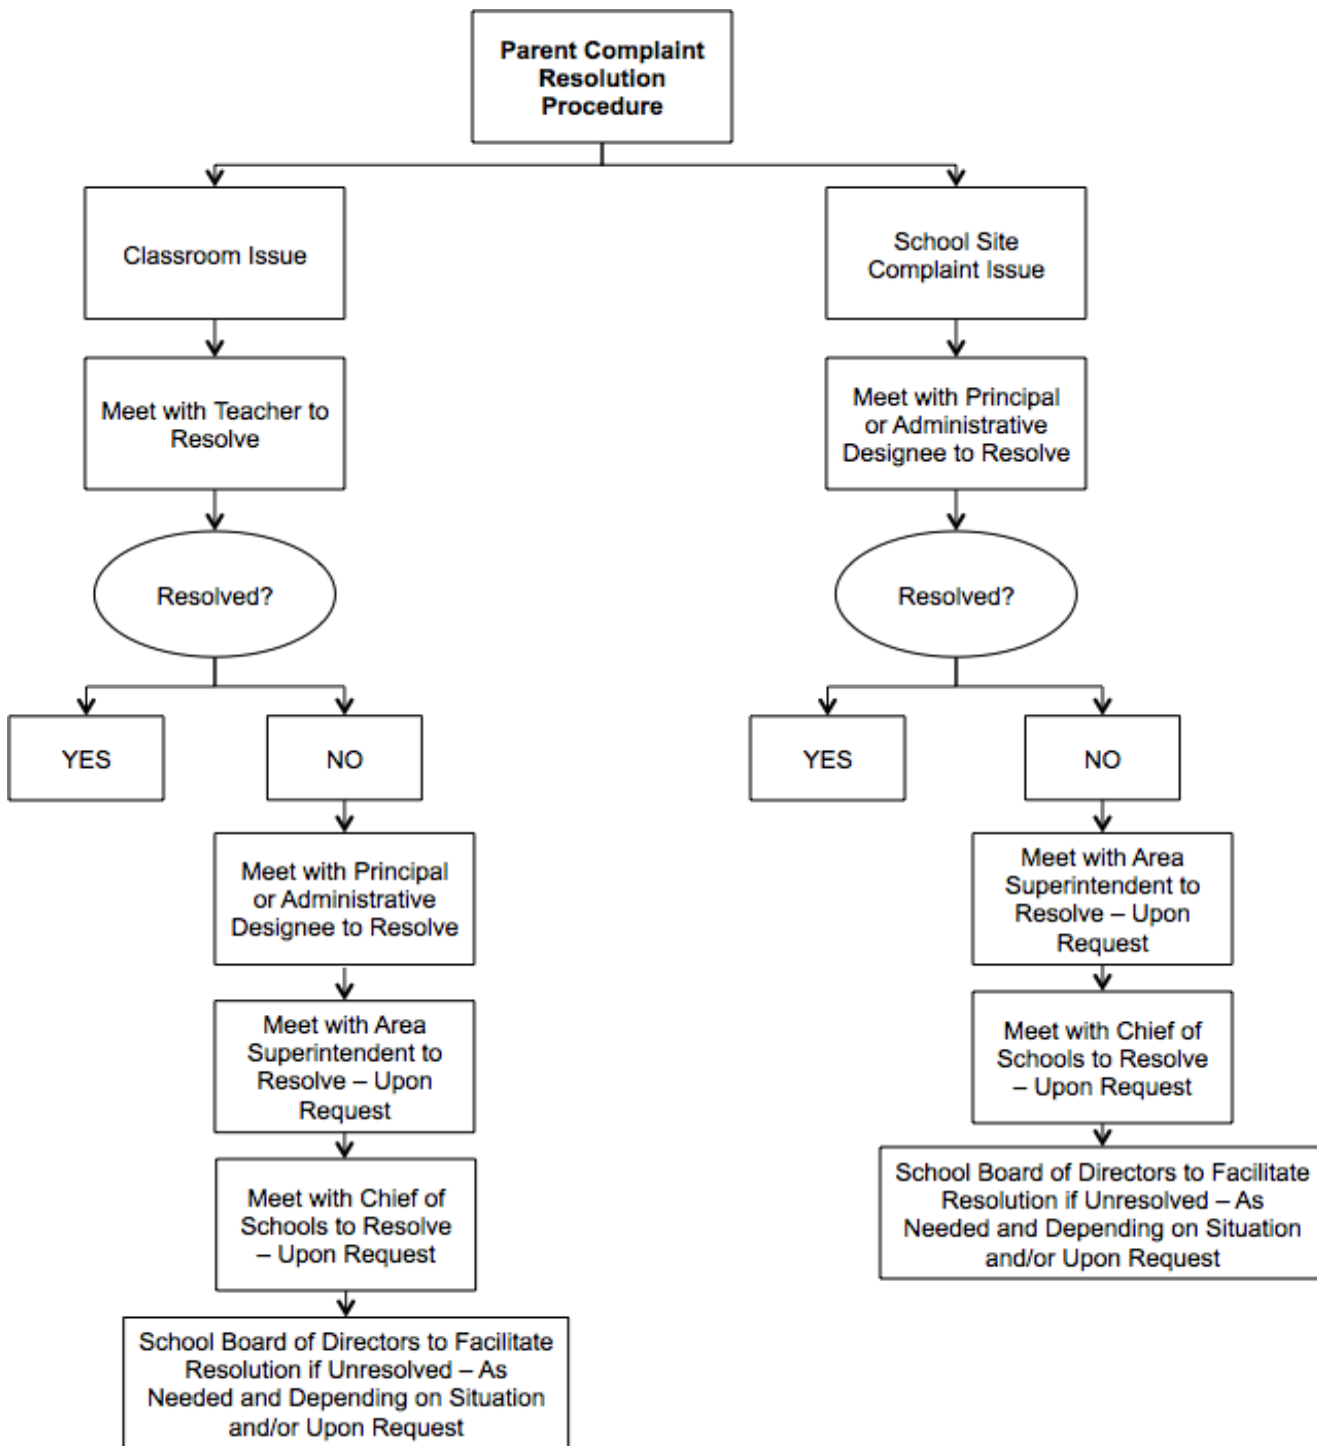 Parent Complaint
Resolution
Procedure
Classroom Issue
School Site
Complaint Issue
Meet with Teacher to
Resolve
Meet with Principal
or Administrative
Designee to Resolve
Resolved?
Resolved?
YES
NO
YES
NO
Meet with Principal
or Administrative
Designee to Resolve
Meet with Area
Superintendent to
Resolve – Upon
Request
Meet with Area
Superintendent to
Resolve – Upon
Request
Meet with Chief of
Schools to Resolve
– Upon Request
Meet with Chief of
Schools to Resolve
– Upon Request
School Board of Directors to Facilitate
Resolution if Unresolved – As
Needed and Depending on Situation
and/or Upon Request
School Board of Directors to Facilitate
Resolution if Unresolved – As
Needed and Depending on Situation
and/or Upon Request